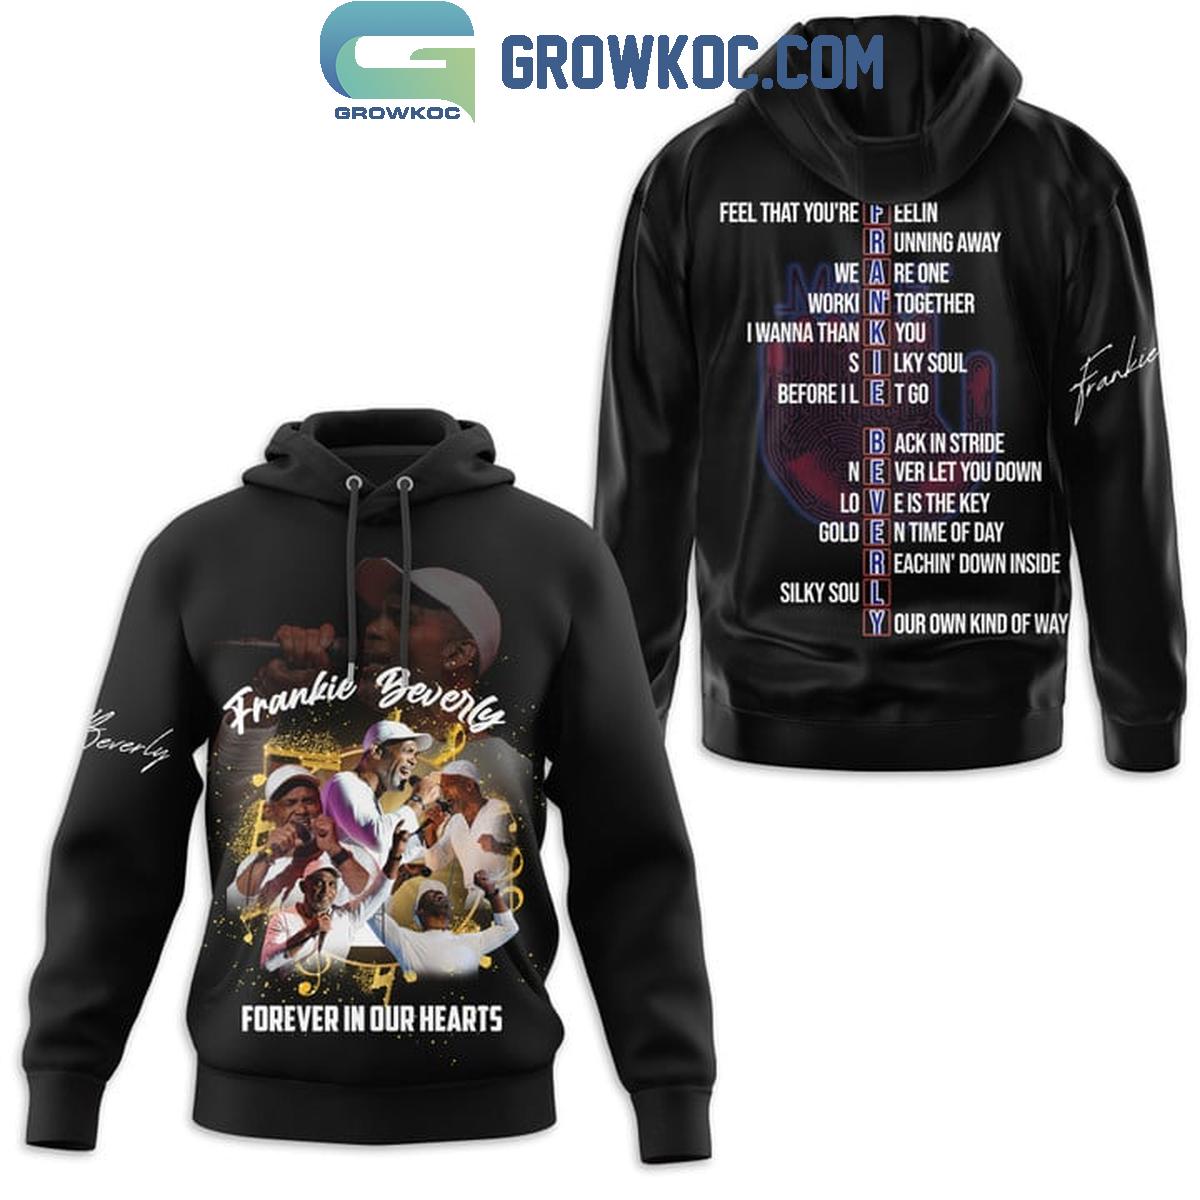 GROWKOC
GROWKOC.COM
FEEL THAT YOU'RE FEELIN
RUNNING AWAY
WE ARE ONE
WORKIN' TOGETHER
I WANNA THANK YOU
SILKY SOUL
BEFORE I LET GO
BACK IN STRIDE
NEVER LET YOU DOWN
LOVE IS THE KEY
GOLDEN TIME OF DAY
REACHIN' DOWN INSIDE
SILKY SOUL
YOUR OWN KIND OF WAY
Frankie
Frankie Beverly
Beverly
FOREVER IN OUR HEARTS